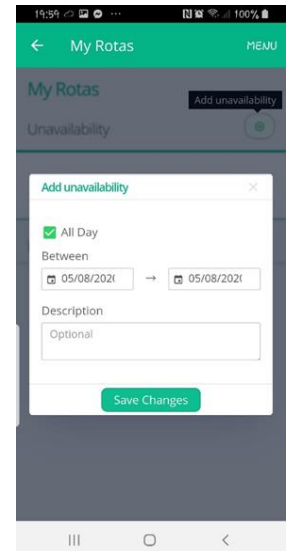 19:59 100%
My Rotas MENU
My Rotas
Add unavailability
Unavailability
Add unavailability
All Day
Between
05/08/202( → 05/08/202(
Description
Optional
Save Changes